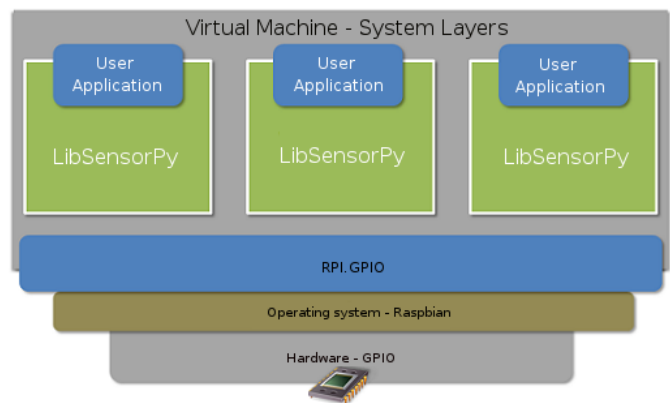 Virtual Machine - System Layers
User
Application
User
Application
User
Application
LibSensorPy
LibSensorPy
LibSensorPy
RPI.GPIO
Operating system - Raspbian
Hardware - GPIO